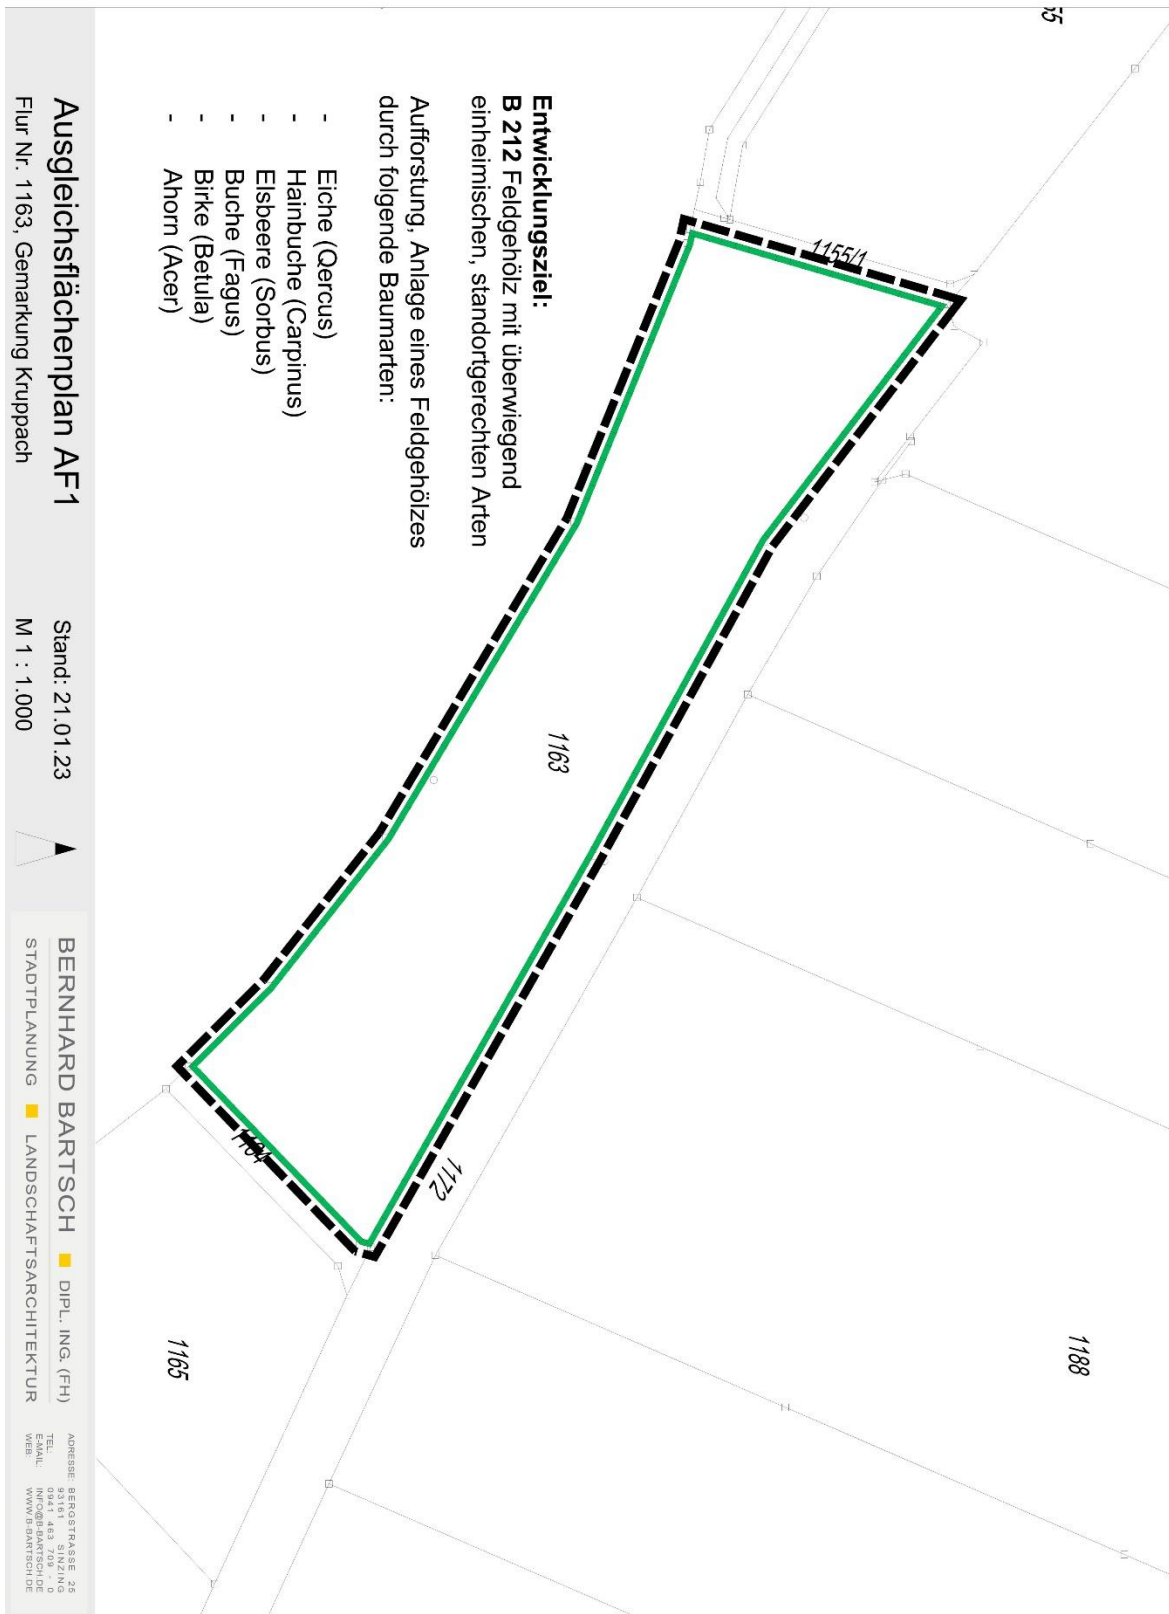 55
1155/1
Entwicklungsziel:
B 212 Feldgehölz mit überwiegend
einheimischen, standortgerechten Arten
Aufforstung, Anlage eines Feldgehölzes
durch folgende Baumarten:
- Eiche (Qercus)
- Hainbuche (Carpinus)
- Elsbeere (Sorbus)
- Buche (Fagus)
- Birke (Betula)
- Ahorn (Acer)
1163
1172
1164
1188
1165
Ausgleichsflächenplan AF1
Flur Nr. 1163, Gemarkung Kruppach
Stand: 21.01.23
M 1 : 1.000
BERNHARD BARTSCH DIPL. ING. (FH)
STADTPLANUNG LANDSCHAFTSARCHITEKTUR
ADRESSE: BERGSTRASSE 25
93161 SINZING
TEL: 0941 463 709 - 0
E-MAIL: INFO@B-BARTSCH.DE
WEB: WWW.B-BARTSCH.DE